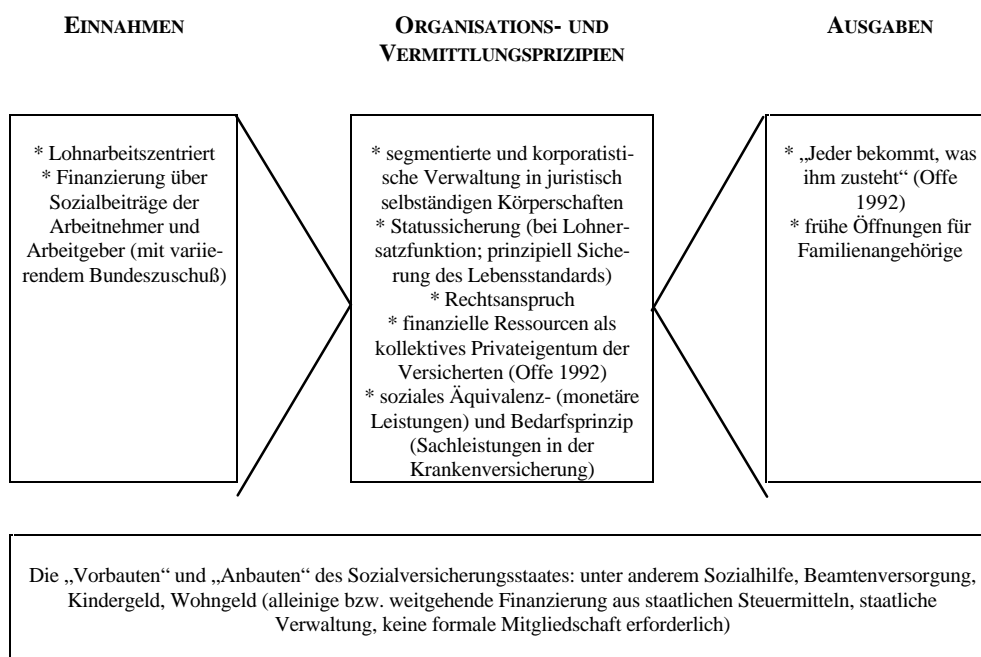 EINNAHMEN
ORGANISATIONS- UND
VERMITTLUNGSPRIZIPIEN
AUSGABEN
* Lohnarbeitszentriert
* Finanzierung über
Sozialbeiträge der
Arbeitnehmer und
Arbeitgeber (mit variie-
rendem Bundeszuschuß)
* segmentierte und korporatisti-
sche Verwaltung in juristisch
selbständigen Körperschaften
* Statussicherung (bei Lohner-
satzfunktion; prinzipiell Siche-
rung des Lebensstandards)
* Rechtsanspruch
* finanzielle Ressourcen als
kollektives Privateigentum der
Versicherten (Offe 1992)
* soziales Äquivalenz- (monetäre
Leistungen) und Bedarfsprinzip
(Sachleistungen in der
Krankenversicherung)
* „Jeder bekommt, was
ihm zusteht“ (Offe
1992)
* frühe Öffnungen für
Familienangehörige
Die „Vorbauten“ und „Anbauten“ des Sozialversicherungsstaates: unter anderem Sozialhilfe, Beamtenversorgung,
Kindergeld, Wohngeld (alleinige bzw. weitgehende Finanzierung aus staatlichen Steuermitteln, staatliche
Verwaltung, keine formale Mitgliedschaft erforderlich)